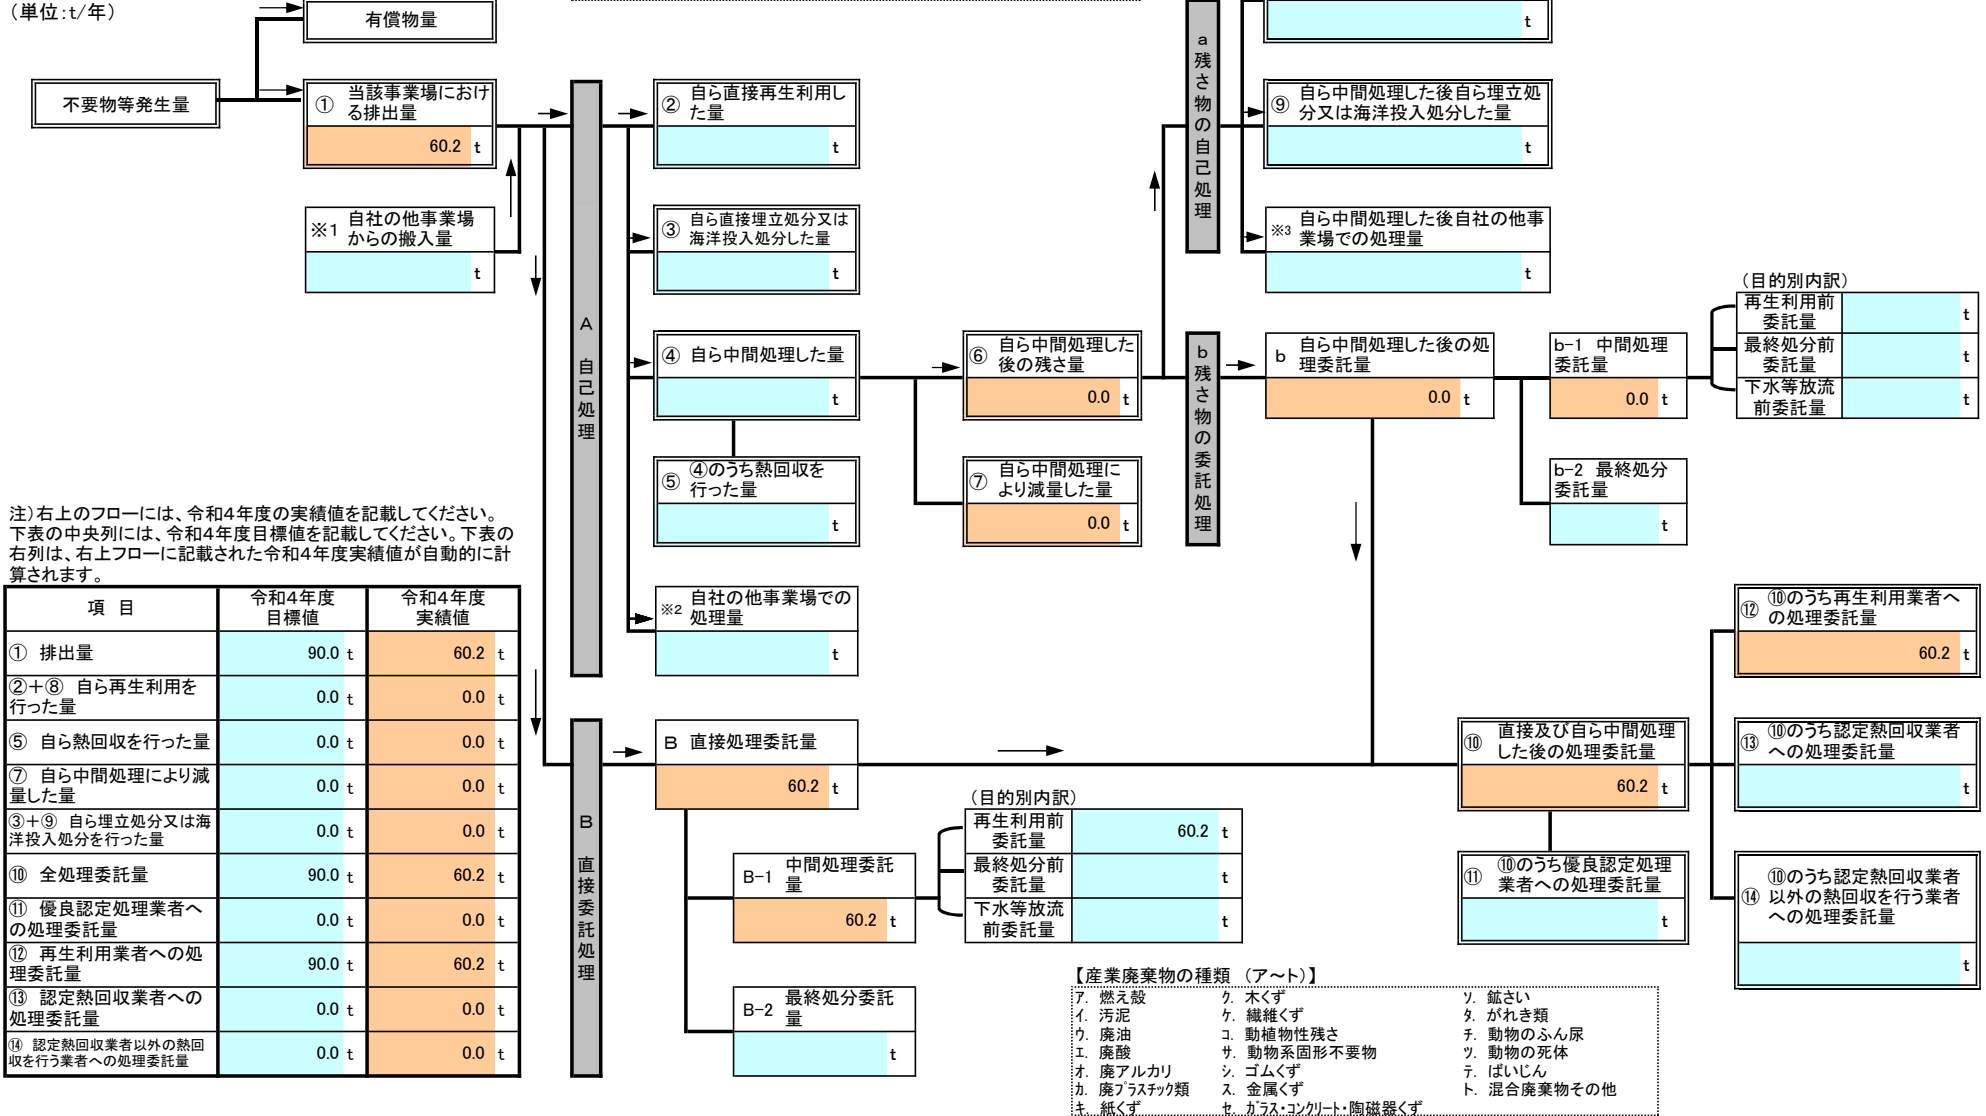 （単位：t/年）
有償物量
不要物等発生量
① 当該事業場におけ
る排出量
60.2 t
※1 自社の他事業場
からの搬入量
t
A 自己処理
② 自ら直接再生利用し
た量
t
③ 自ら直接埋立処分又は
海洋投入処分した量
t
④ 自ら中間処理した量
t
⑤ ④のうち熱回収を
行った量
t
※2 自社の他事業場での
処理量
t
⑥ 自ら中間処理した
後の残さ量
0.0 t
⑦ 自ら中間処理に
より減量した量
0.0 t
a 残さ物の自己処理
t
⑨ 自ら中間処理した後自ら埋立処
分又は海洋投入処分した量
t
※3 自ら中間処理した後自社の他事
業場での処理量
t
b 残さ物の委託処理
b 自ら中間処理した後の処
理委託量
0.0 t
b-1 中間処理
委託量
0.0 t
b-2 最終処分
委託量
t
（目的別内訳）
再生利用前
委託量
t
最終処分前
委託量
t
下水等放流
前委託量
t
注）右上のフローには、令和４年度の実績値を記載してください。
下表の中央列には、令和４年度目標値を記載してください。下表の
右列は、右上フローに記載された令和４年度実績値が自動的に計
算されます。
項 目 令和４年度 目標値 令和４年度 実績値
① 排出量 90.0 t 60.2 t
②＋⑧ 自ら再生利用を
行った量 0.0 t 0.0 t
⑤ 自ら熱回収を行った量 0.0 t 0.0 t
⑦ 自ら中間処理により減
量した量 0.0 t 0.0 t
③＋⑨ 自ら埋立処分又は海
洋投入処分を行った量 0.0 t 0.0 t
⑩ 全処理委託量 90.0 t 60.2 t
⑪ 優良認定処理業者へ
の処理委託量 0.0 t 0.0 t
⑫ 再生利用業者への処
理委託量 90.0 t 60.2 t
⑬ 認定熱回収業者への
処理委託量 0.0 t 0.0 t
⑭ 認定熱回収業者以外の熱回
収を行う業者への処理委託量 0.0 t 0.0 t
B 直接委託処理
B 直接処理委託量
60.2 t
B-1 中間処理委託
量
60.2 t
B-2 最終処分委託
量
t
（目的別内訳）
再生利用前
委託量
60.2 t
最終処分前
委託量
t
下水等放流
前委託量
t
⑩ 直接及び自ら中間処理
した後の処理委託量
60.2 t
⑪ ⑩のうち優良認定処理
業者への処理委託量
t
⑫ ⑩のうち再生利用業者へ
の処理委託量
60.2 t
⑬ ⑩のうち認定熱回収業者
への処理委託量
t
⑭ ⑩のうち認定熱回収業者
以外の熱回収を行う業者
への処理委託量
t
【産業廃棄物の種類 （ア～ト）】
ア. 燃え殻 ク. 木くず ソ. 鉱さい
イ. 汚泥 ケ. 繊維くず タ. がれき類
ウ. 廃油 コ. 動植物性残さ チ. 動物のふん尿
エ. 廃酸 サ. 動物系固形不要物 ツ. 動物の死体
オ. 廃アルカリ シ. ゴムくず テ. ばいじん
カ. 廃プラスチック類 ス. 金属くず ト. 混合廃棄物その他
キ. 紙くず セ. ガラス・コンクリート・陶磁器くず